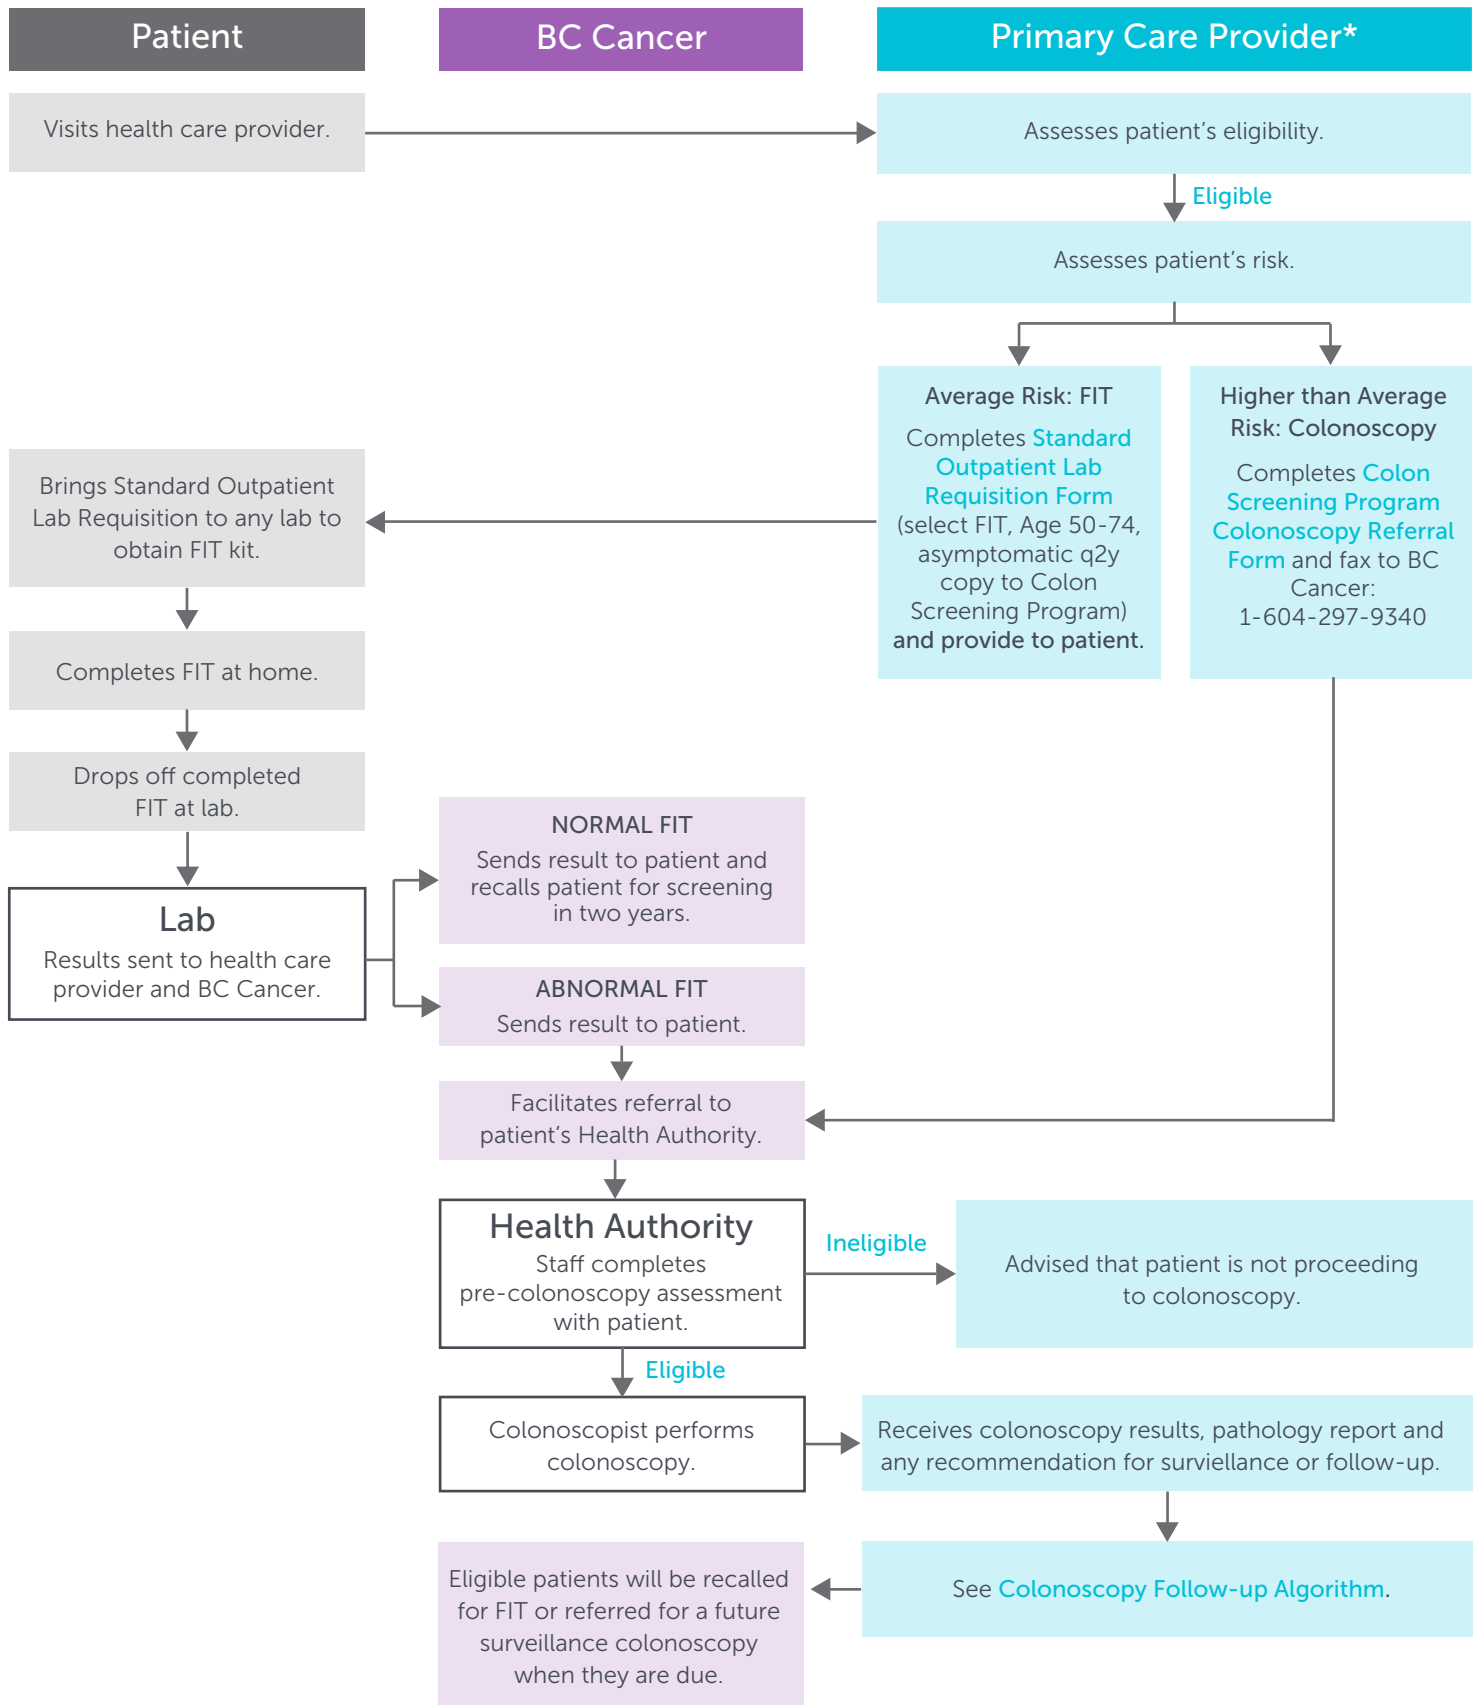 Patient
BC Cancer
Primary Care Provider*
Visits health care provider.
Assesses patient's eligibility.
Eligible
Assesses patient's risk.
Average Risk: FIT
Completes Standard
Outpatient Lab
Requisition Form
(select FIT, Age 50-74,
asymptomatic q2y
copy to Colon
Screening Program)
and provide to patient.
Higher than Average
Risk: Colonoscopy
Completes Colon
Screening Program
Colonoscopy Referral
Form and fax to BC
Cancer:
1-604-297-9340
Brings Standard Outpatient
Lab Requisition to any lab to
obtain FIT kit.
Completes FIT at home.
Drops off completed
FIT at lab.
Lab
Results sent to health care
provider and BC Cancer.
NORMAL FIT
Sends result to patient and
recalls patient for screening
in two years.
ABNORMAL FIT
Sends result to patient.
Facilitates referral to
patient's Health Authority.
Health Authority
Staff completes
pre-colonoscopy assessment
with patient.
Ineligible
Advised that patient is not proceeding
to colonoscopy.
Eligible
Colonoscopist performs
colonoscopy.
Receives colonoscopy results, pathology report and
any recommendation for surviellance or follow-up.
See Colonoscopy Follow-up Algorithm.
Eligible patients will be recalled
for FIT or referred for a future
surveillance colonoscopy
when they are due.